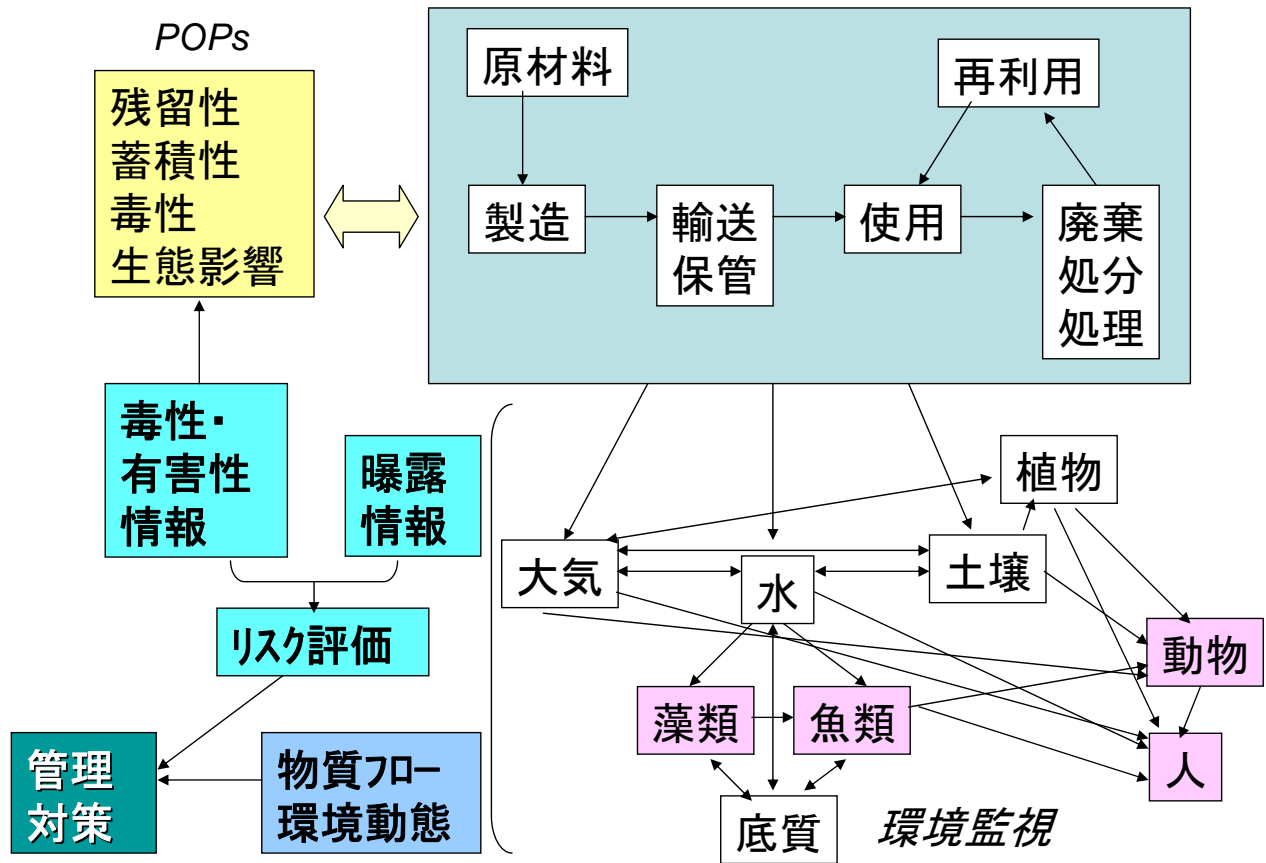 POPs
残留性
蓄積性
毒性
生態影響
原材料
再利用
製造
輸送
保管
使用
廃棄
処分
処理
毒性・
有害性
情報
曝露
情報
リスク評価
管理
対策
物質フロー
環境動態
植物
大気
水
土壌
動物
藻類
魚類
人
底質
環境監視